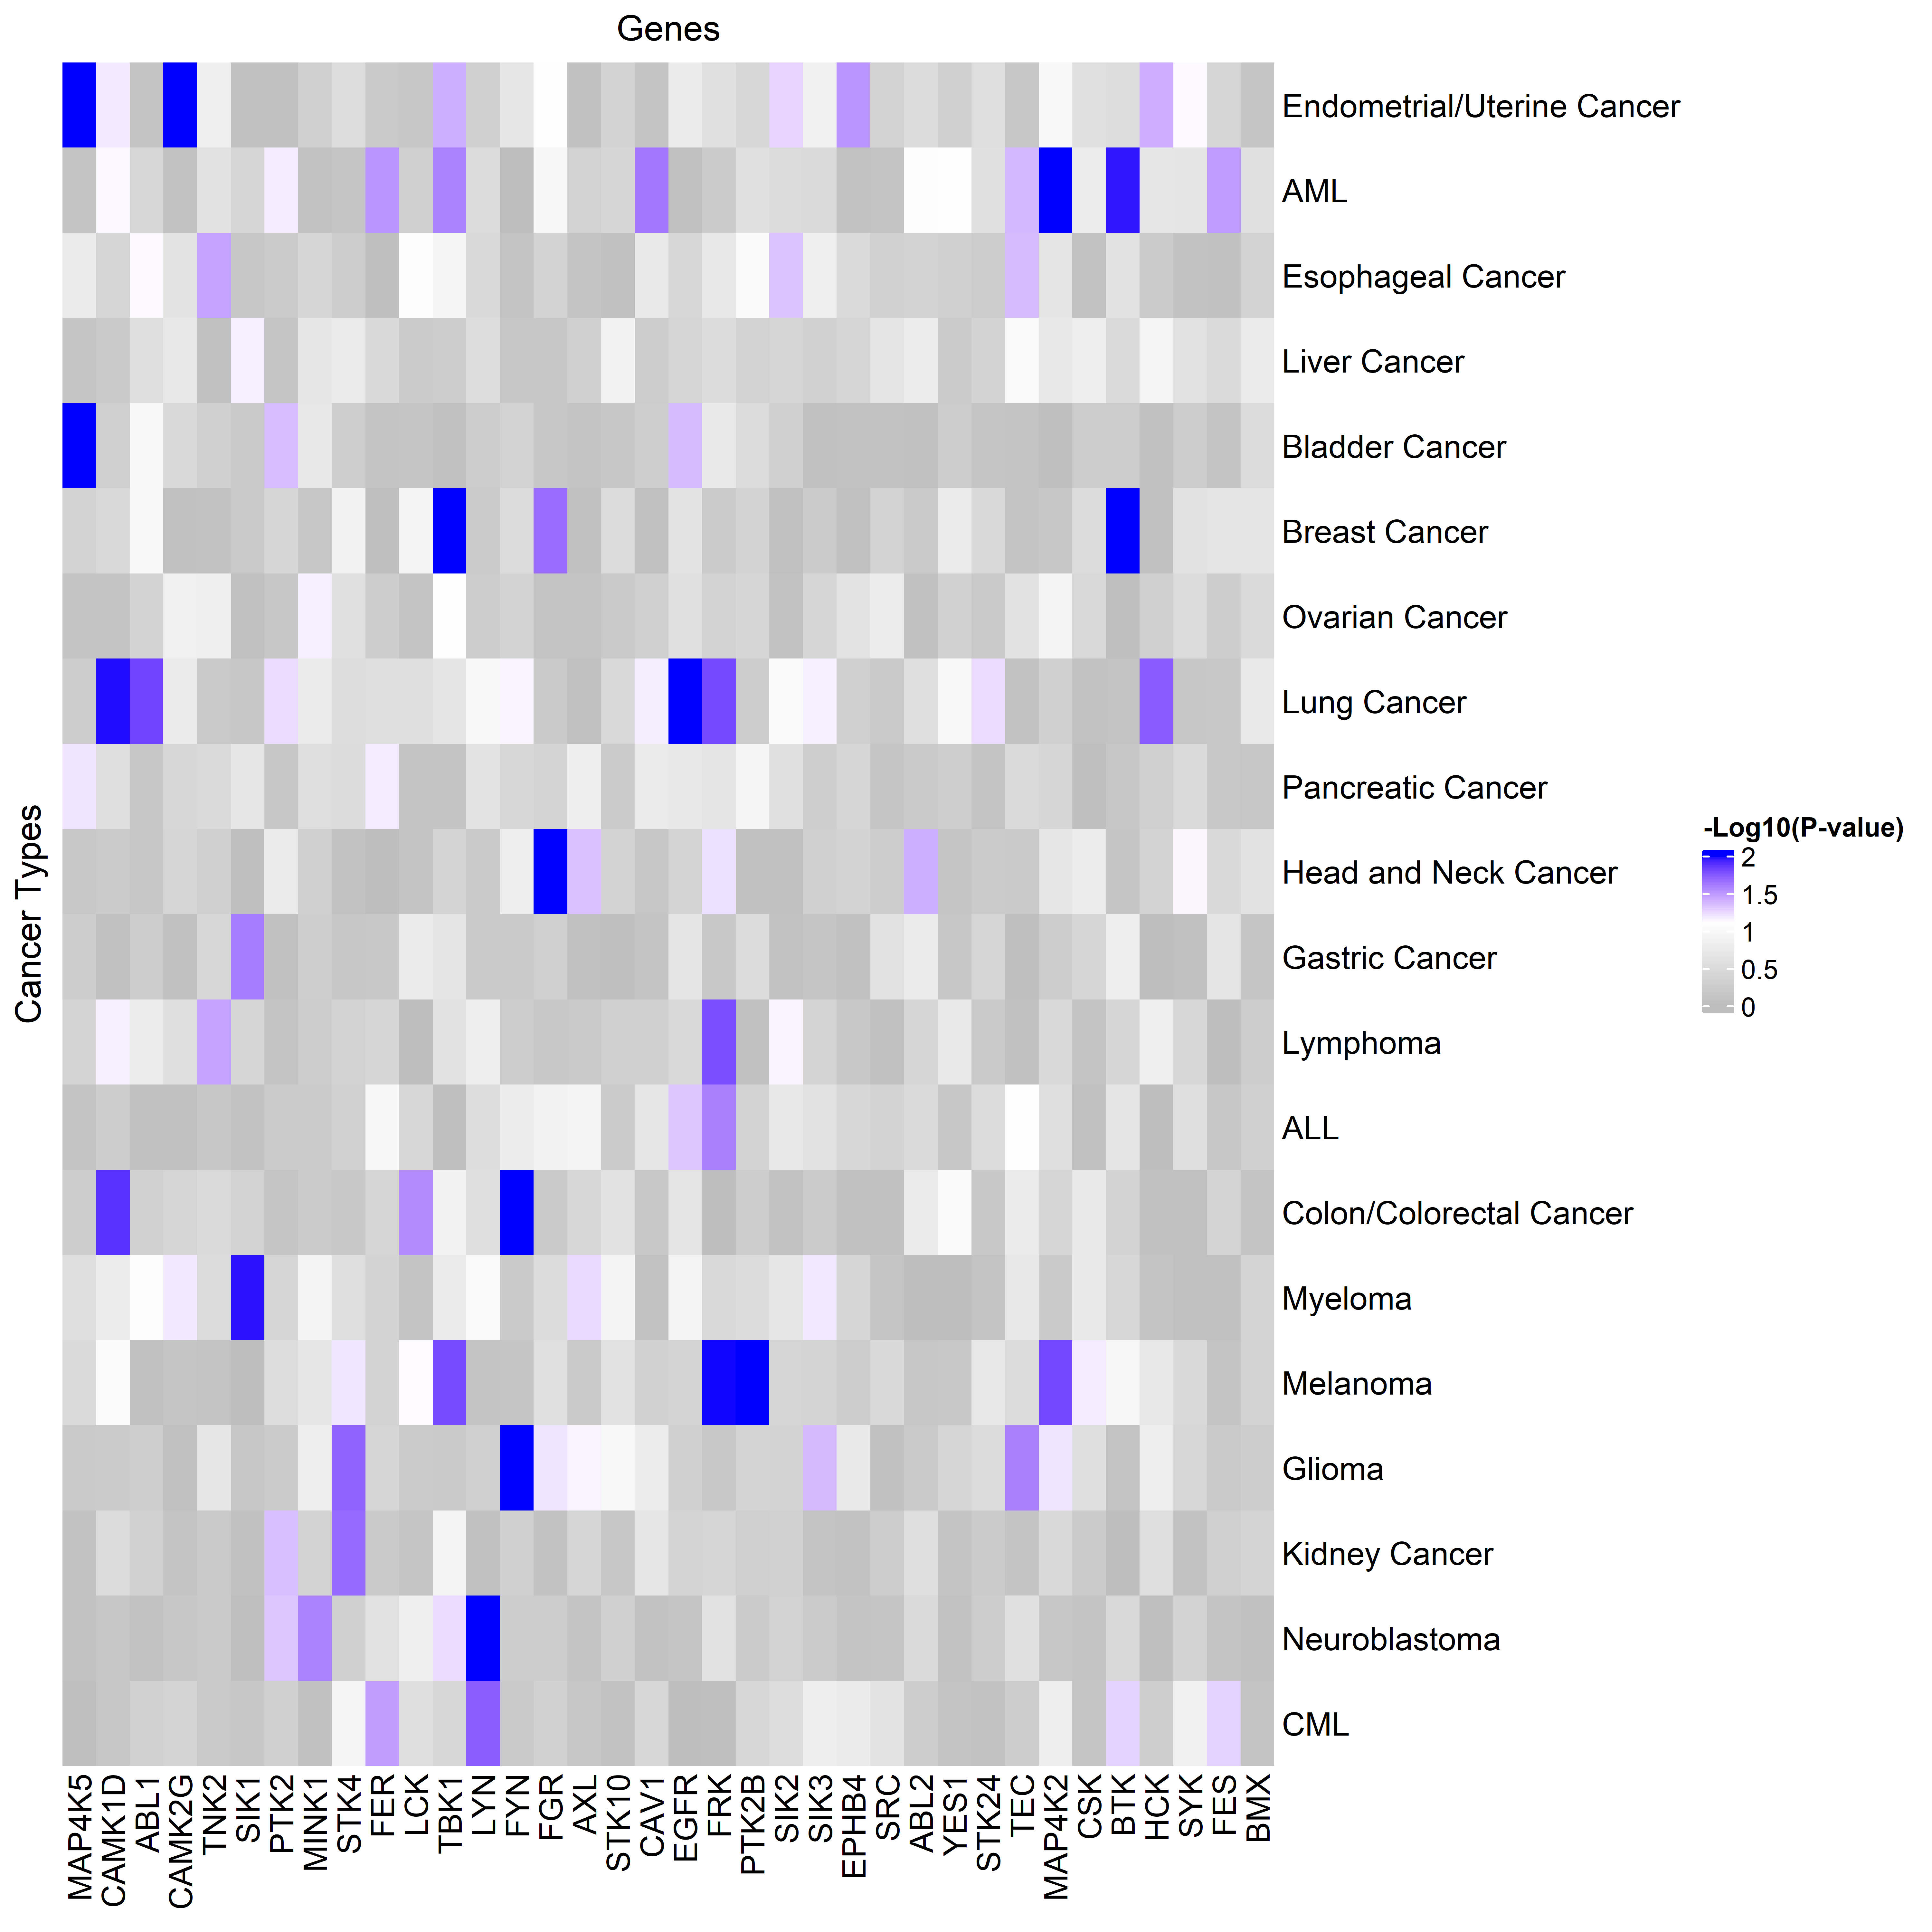 Genes
Endometrial/Uterine Cancer
AML
Esophageal Cancer
Liver Cancer
Bladder Cancer
Breast Cancer
Ovarian Cancer
Lung Cancer
Pancreatic Cancer
Head and Neck Cancer
Gastric Cancer
Lymphoma
ALL
Colon/Colorectal Cancer
Myeloma
Melanoma
Glioma
Kidney Cancer
Neuroblastoma
CML
Cancer Types
-Log10(P-value)
2
1.5
1
0.5
0
MAP4K5
CAMK1D
ABL1
CAMK2G
TNK2
SIK1
PTK2
MINK1
STK4
FER
LCK
TBK1
LYN
FYN
FGR
AXL
STK10
CAV1
EGFR
FRK
PTK2B
SIK2
SIK3
EPHB4
SRC
ABL2
YES1
STK24
TEC
MAP4K2
CSK
BTK
HCK
SYK
FES
BMX